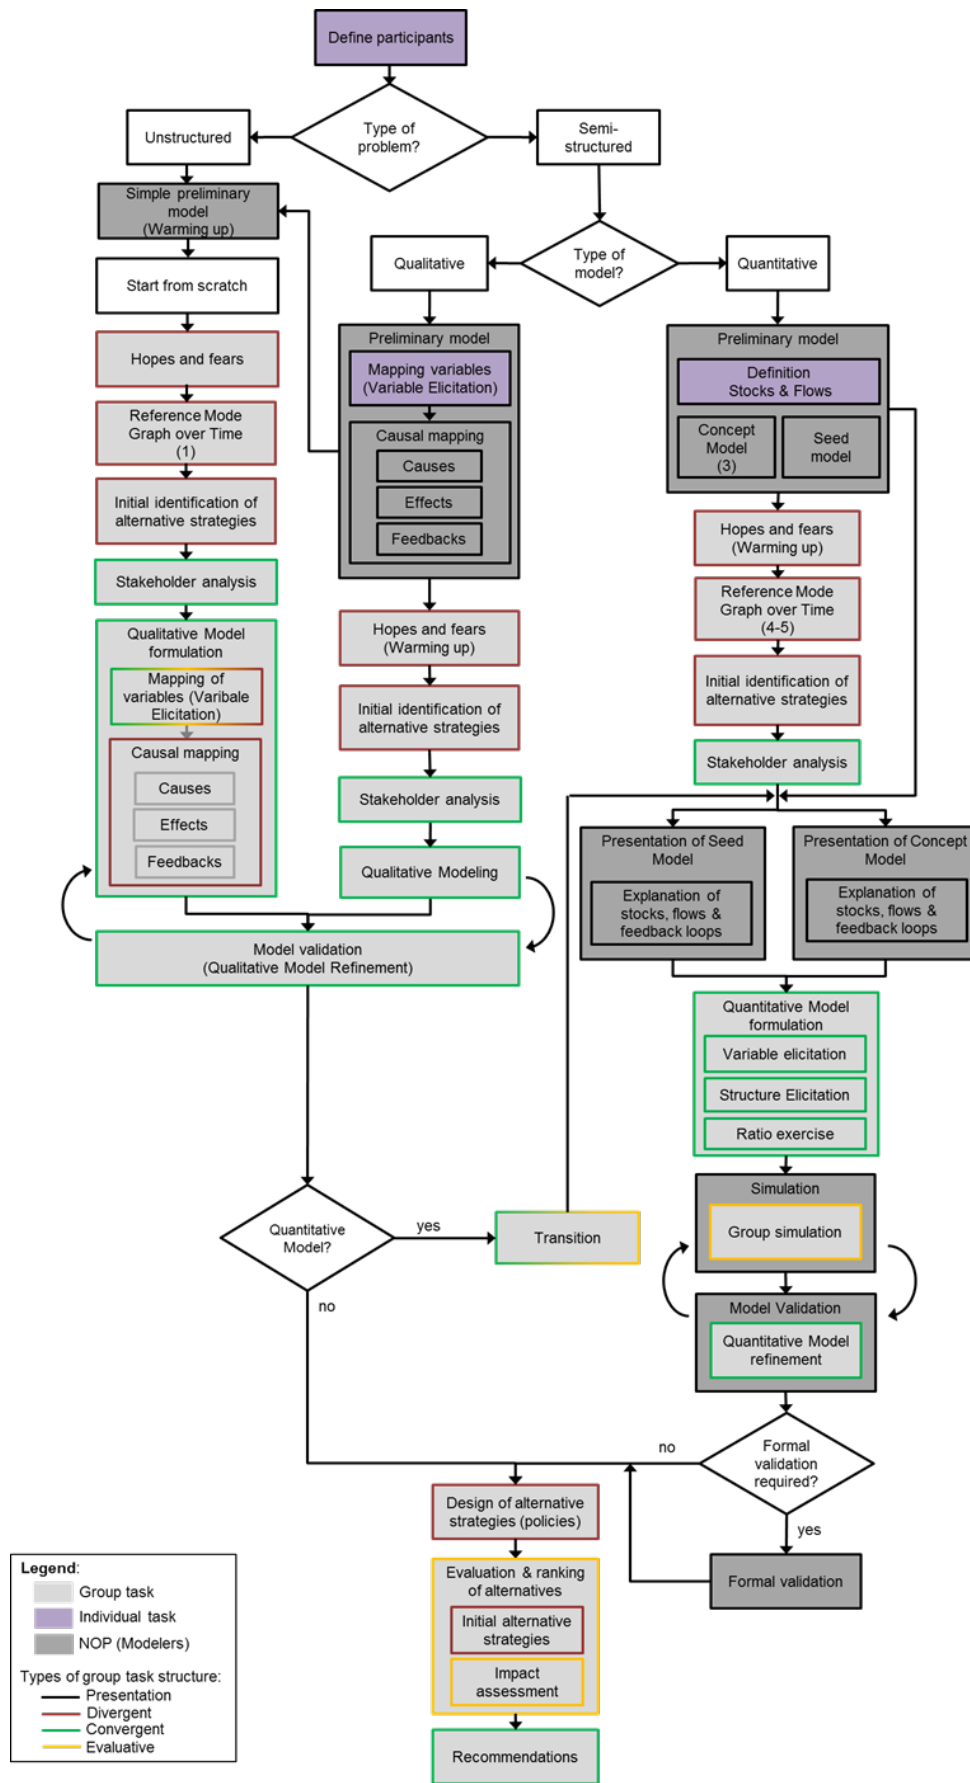 Define participants
Type of
problem?
Unstructured
Semi-
structured
Simple preliminary
model
(Warming up)
Start from scratch
Hopes and fears
Reference Mode
Graph over Time
(1)
Initial identification of
alternative strategies
Stakeholder analysis
Qualitative Model
formulation
Mapping of
variables (Varibale
Elicitation)
Causal mapping
Causes
Effects
Feedbacks
Type of
model?
Qualitative
Quantitative
Preliminary model
Mapping variables
(Variable Elicitation)
Causal mapping
Causes
Effects
Feedbacks
Hopes and fears
(Warming up)
Initial identification of
alternative strategies
Stakeholder analysis
Qualitative Modeling
Model validation
(Qualitative Model Refinement)
Preliminary model
Definition
Stocks & Flows
Concept
Model
(3)
Seed
model
Hopes and fears
(Warming up)
Reference Mode
Graph over Time
(4-5)
Initial identification of
alternative strategies
Stakeholder analysis
Presentation of Seed
Model
Explanation of
stocks, flows &
feedback loops
Presentation of Concept
Model
Explanation of
stocks, flows &
feedback loops
Quantitative Model
formulation
Variable elicitation
Structure Elicitation
Ratio exercise
Simulation
Group simulation
Model Validation
Quantitative Model
refinement
Quantitative
Model?
yes
Transition
no
Formal
validation
required?
no
yes
Formal validation
Design of alternative
strategies (policies)
Evaluation & ranking
of alternatives
Initial alternative
strategies
Impact
assessment
Recommendations
Legend:
Group task
Individual task
NOP (Modelers)
Types of group task structure:
Presentation
Divergent
Convergent
Evaluative